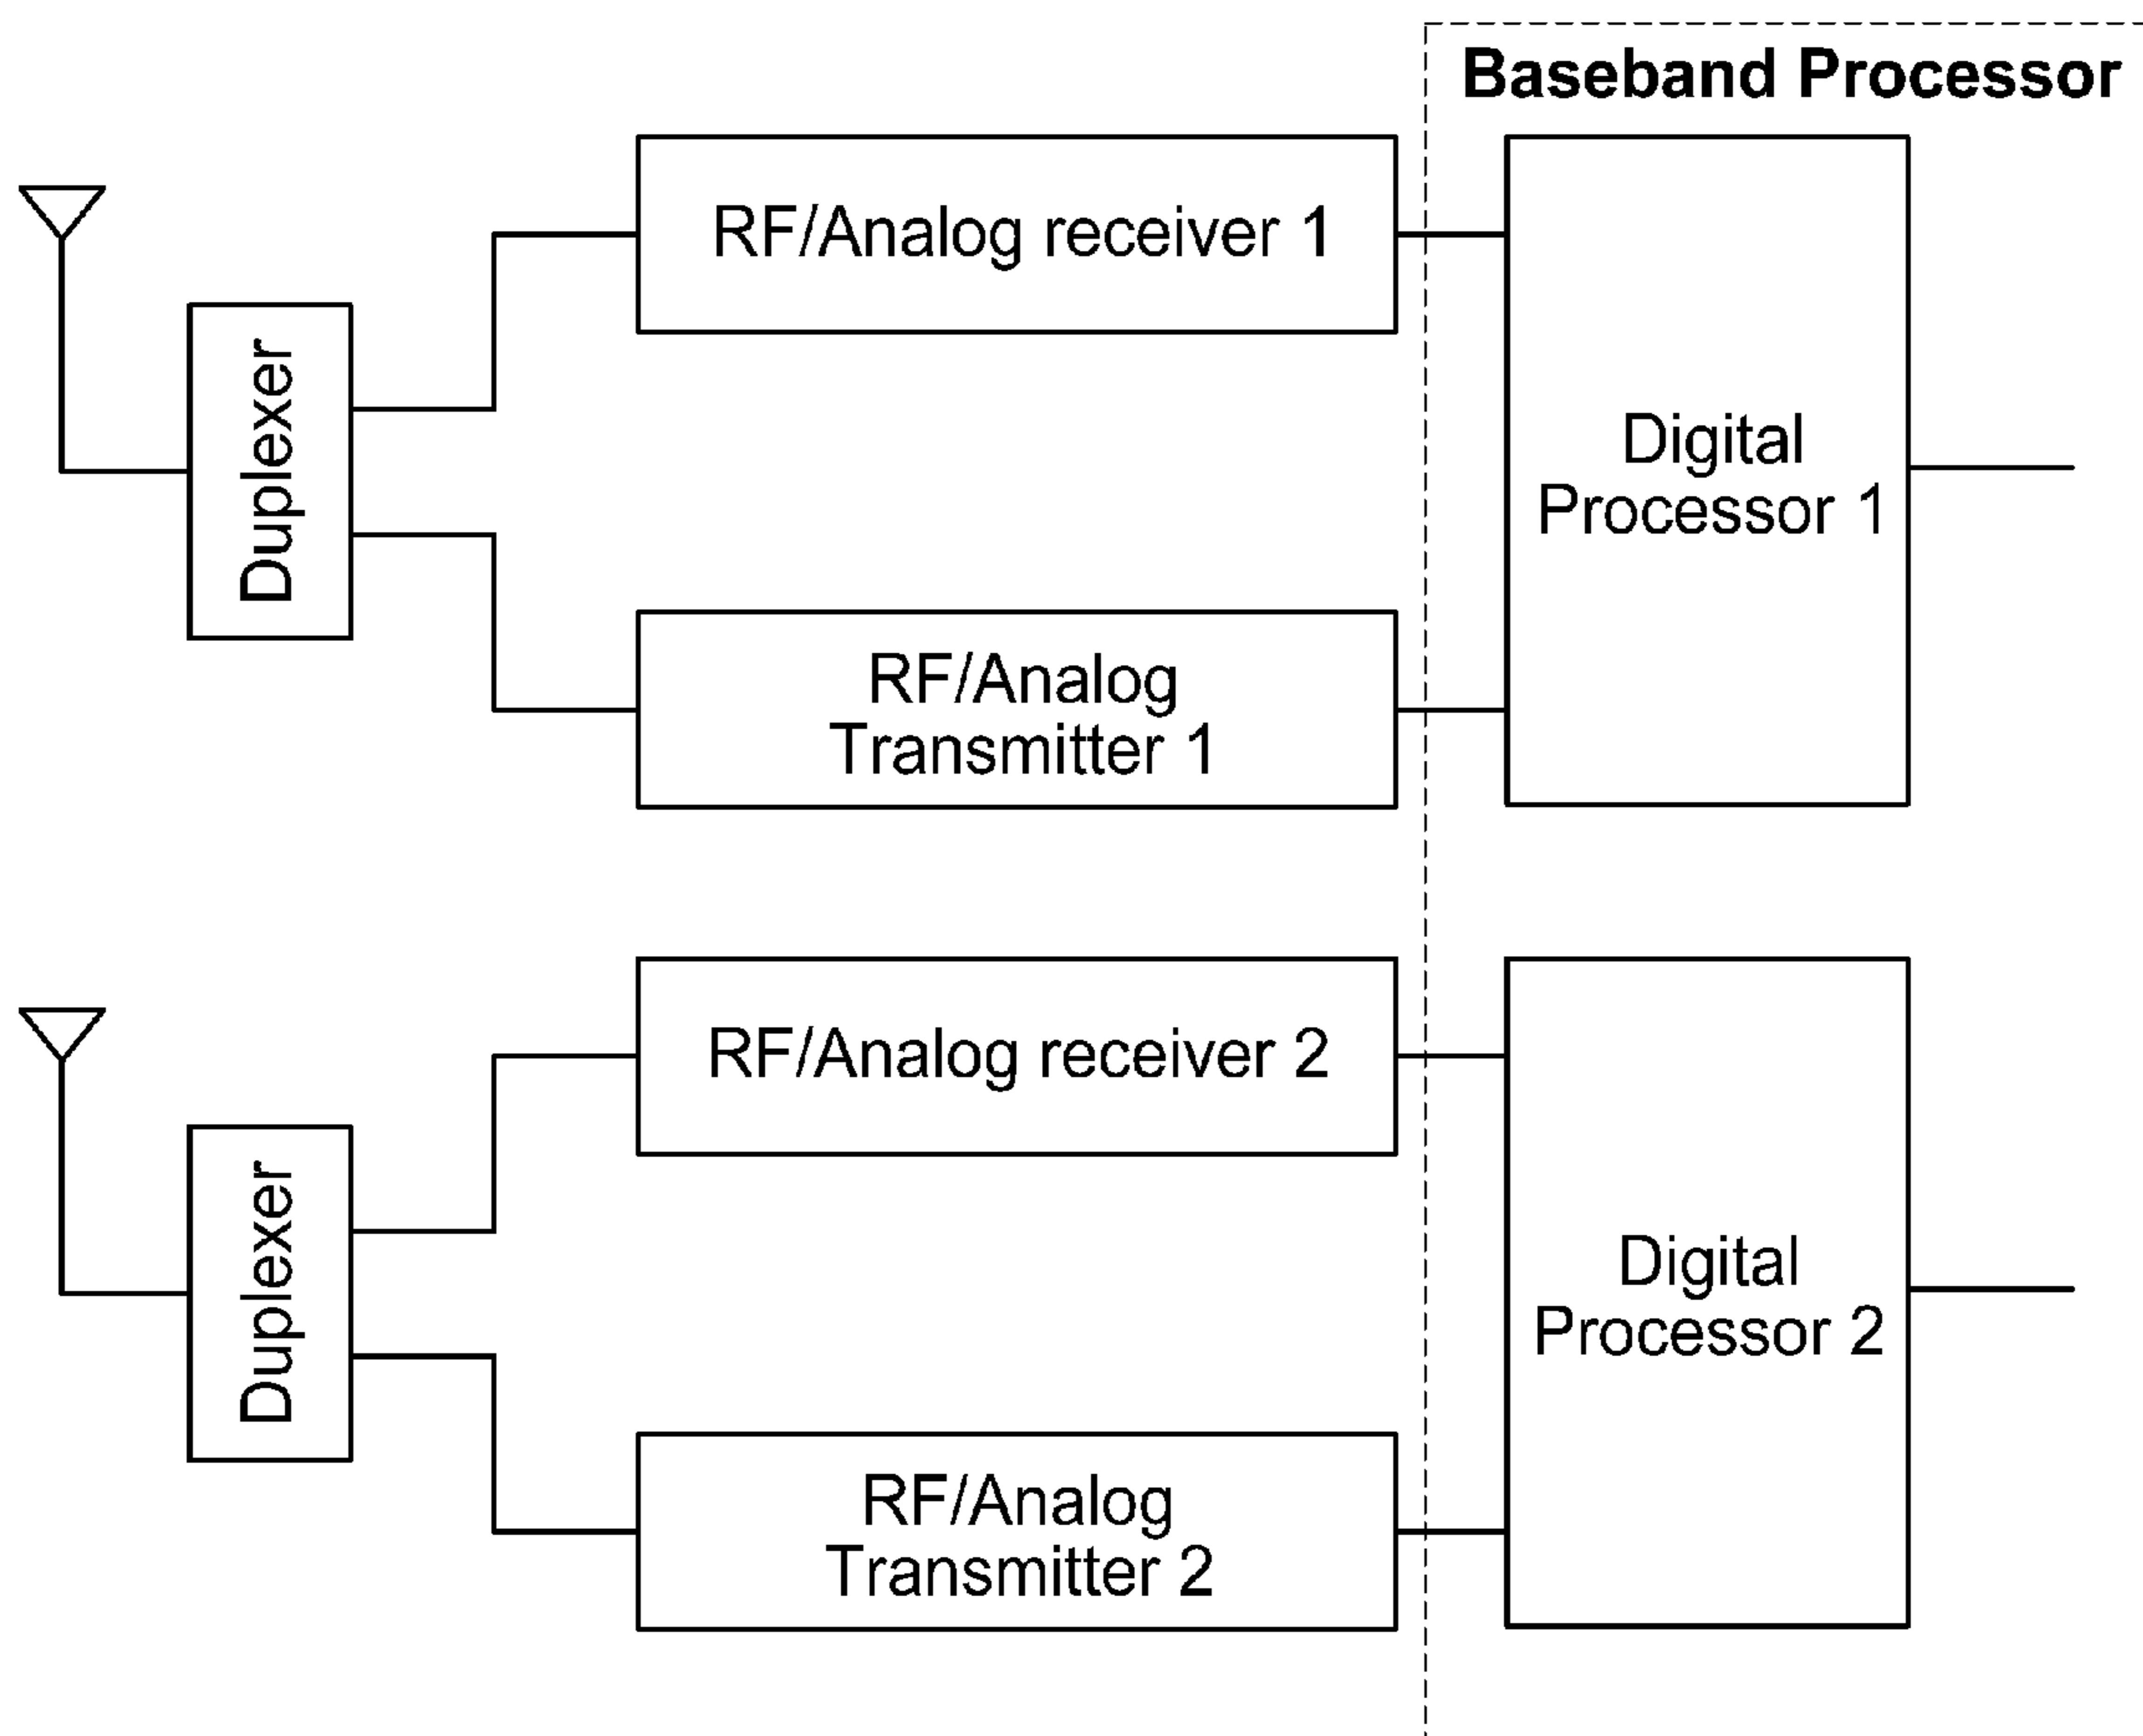 Baseband Processor
RF/Analog receiver 1
Duplexer
Digital
Processor 1
RF/Analog
Transmitter 1
RF/Analog receiver 2
Duplexer
Digital
Processor 2
RF/Analog
Transmitter 2